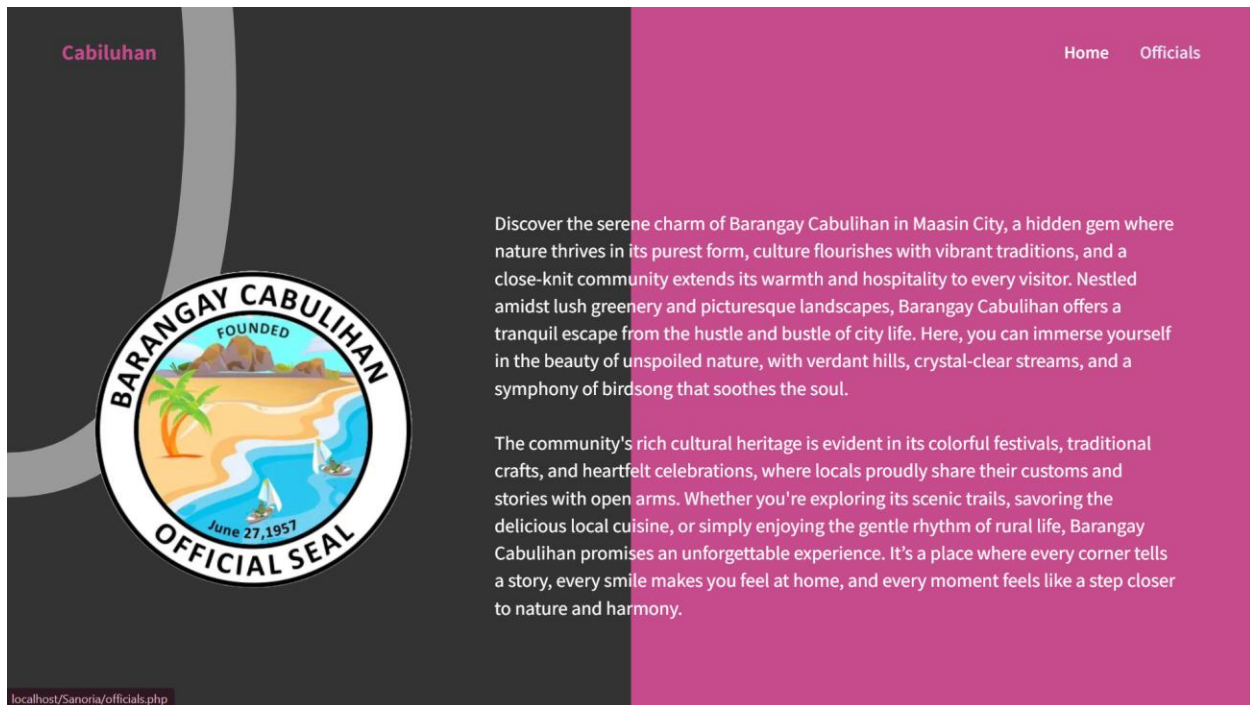 Cabiluhan
Home
Officials
Discover the serene charm of Barangay Cabulihan in Maasin City, a hidden gem where
nature thrives in its purest form, culture flourishes with vibrant traditions, and a
close-knit community extends its warmth and hospitality to every visitor. Nestled
amidst lush greenery and picturesque landscapes, Barangay Cabulihan offers a
tranquil escape from the hustle and bustle of city life. Here, you can immerse yourself
in the beauty of unspoiled nature, with verdant hills, crystal-clear streams, and a
symphony of birdsong that soothes the soul.
The community's rich cultural heritage is evident in its colorful festivals, traditional
crafts, and heartfelt celebrations, where locals proudly share their customs and
stories with open arms. Whether you're exploring its scenic trails, savoring the
delicious local cuisine, or simply enjoying the gentle rhythm of rural life, Barangay
Cabulihan promises an unforgettable experience. It’s a place where every corner tells
a story, every smile makes you feel at home, and every moment feels like a step closer
to nature and harmony.
BARANGAY CABULIHAN
FOUNDED
June 27,1957
OFFICIAL SEAL
localhost/Sanoria/officials.php